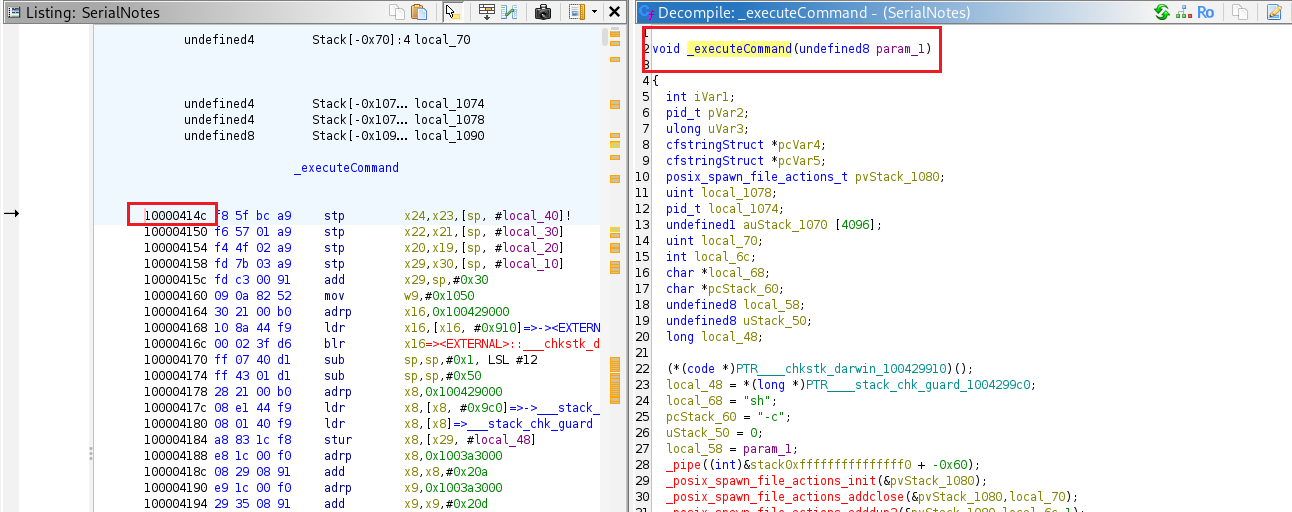 Listing: SerialNotes
undefined4 Stack[-0x70]:4 local_70
undefined4 Stack[-0x107... local_1074
undefined4 Stack[-0x107... local_1078
undefined8 Stack[-0x109... local_1090
_executeCommand
10000414c f8 5f bc a9 stp x24,x23,[sp, #local_40]!
100004150 f6 57 01 a9 stp x22,x21,[sp, #local_30]
100004154 f4 4f 02 a9 stp x20,x19,[sp, #local_20]
100004158 fd 7b 03 a9 stp x29,x30,[sp, #local_10]
10000415c fd c3 00 91 add x29,sp,#0x30
100004160 09 0a 82 52 mov w9,#0x1050
100004164 30 21 00 b0 adrp x16,0x100429000
100004168 10 8a 44 f9 ldr x16,[x16, #0x910]=>-><EXTERN
10000416c 00 02 3f d6 blr x16=><EXTERNAL>::___chkstk_d
100004170 ff 07 40 d1 sub sp,sp,#0x1, LSL #12
100004174 ff 43 01 d1 sub sp,sp,#0x50
100004178 28 21 00 b0 adrp x8,0x100429000
10000417c 08 e1 44 f9 ldr x8,[x8, #0x9c0]=>->___stack_
100004180 08 01 40 f9 ldr x8,[x8]=>___stack_chk_guard
100004184 a8 83 1c f8 stur x8,[x29, #local_48]
100004188 e8 1c 00 f0 adrp x8,0x1003a3000
10000418c 08 29 08 91 add x8,x8,#0x20a
100004190 e9 1c 00 f0 adrp x9,0x1003a3000
100004194 29 35 08 91 add x9,x9,#0x20d
Decompile: _executeCommand - (SerialNotes)
Ro
1
2 void _executeCommand(undefined8 param_1)
3
4 {
5 int iVar1;
6 pid_t pVar2;
7 ulong uVar3;
8 cfstringStruct *pcVar4;
9 cfstringStruct *pcVar5;
10 posix_spawn_file_actions_t pvStack_1080;
11 uint local_1078;
12 pid_t local_1074;
13 undefined1 auStack_1070 [4096];
14 uint local_70;
15 int local_6c;
16 char *local_68;
17 char *pcStack_60;
18 undefined8 local_58;
19 undefined8 uStack_50;
20 long local_48;
21
22 (*(code *)PTR____chkstk_darwin_100429910)();
23 local_48 = *(long *)PTR____stack_chk_guard_1004299c0;
24 local_68 = "sh";
25 pcStack_60 = "-c";
26 uStack_50 = 0;
27 local_58 = param_1;
28 _pipe((int)&stack0xfffffffffffffff0 + -0x60);
29 _posix_spawn_file_actions_init(&pvStack_1080);
30 _posix_spawn_file_actions_addclose(&pvStack_1080,local_70);
31 _posix_spawn_file_actions_adddup2(&pvStack_1080,local_6c,1);